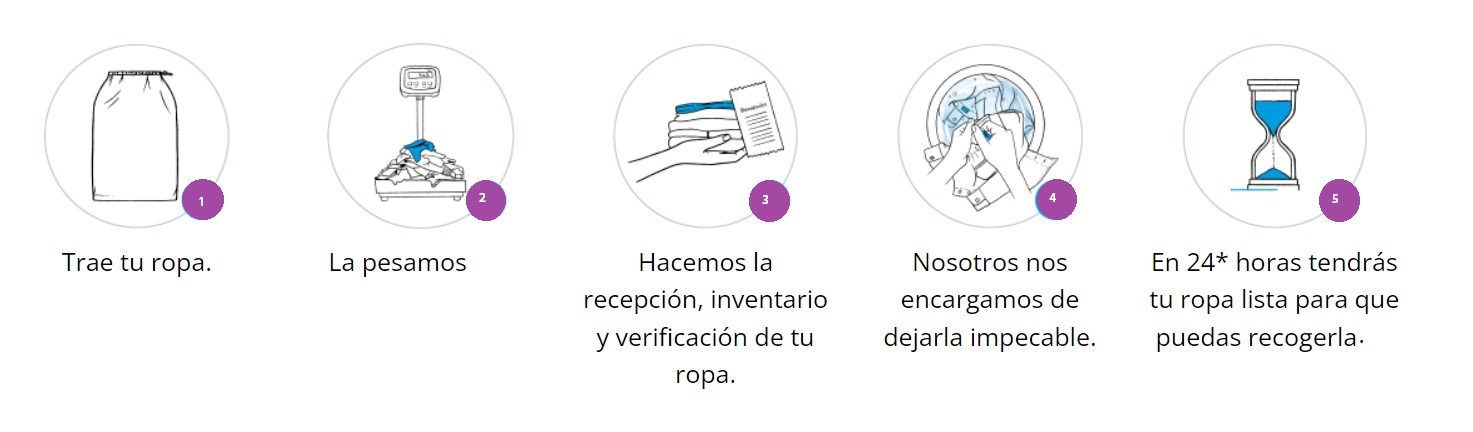 1
Trae tu ropa.
2
La pesamos
Recepción
3
Hacemos la
recepción, inventario
y verificación de tu
ropa.
4
Nosotros nos
encargamos de
dejarla impecable.
5
En 24* horas tendrás
tu ropa lista para que
puedas recogerla.